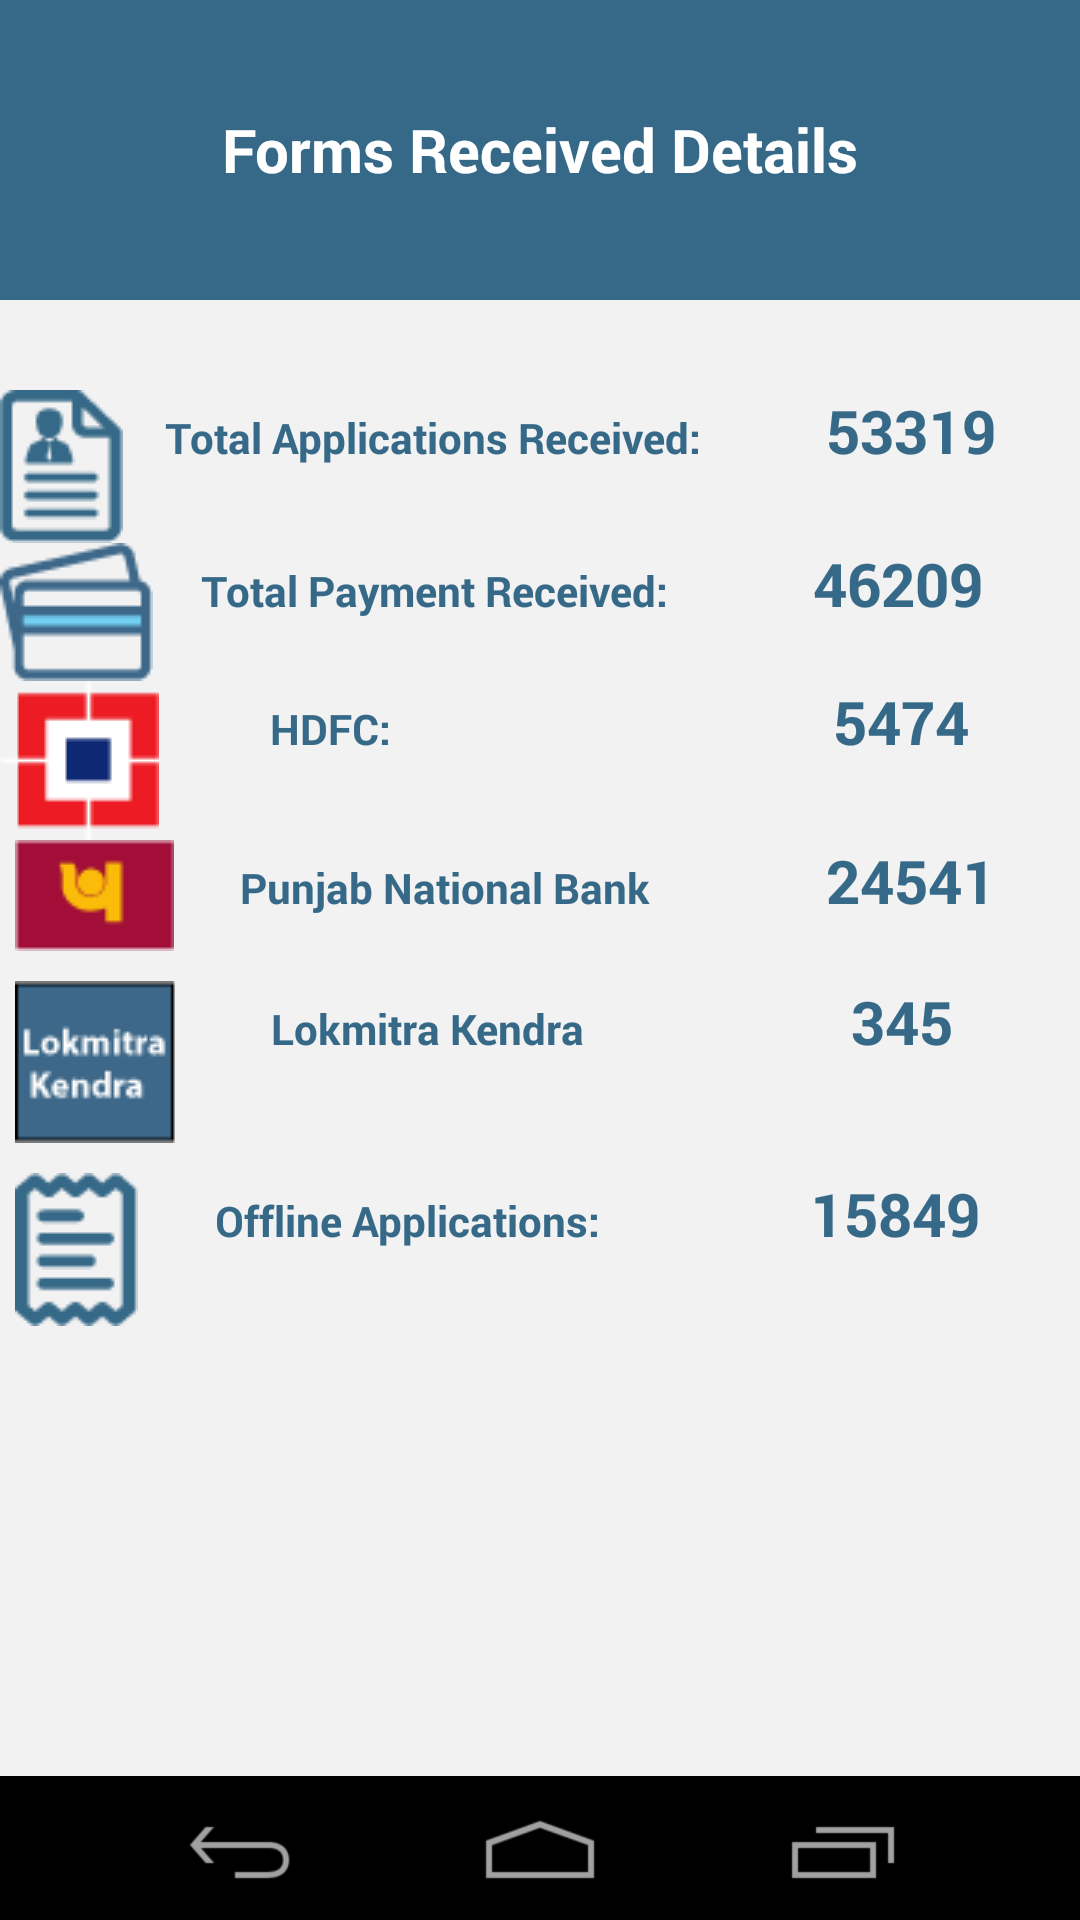 Forms Received Details
Total Applications Received: 53319
Total Payment Received: 46209
HDFC: 5474
Punjab National Bank 24541
Lokmitra Kendra
Lokmitra Kendra 345
Offline Applications: 15849